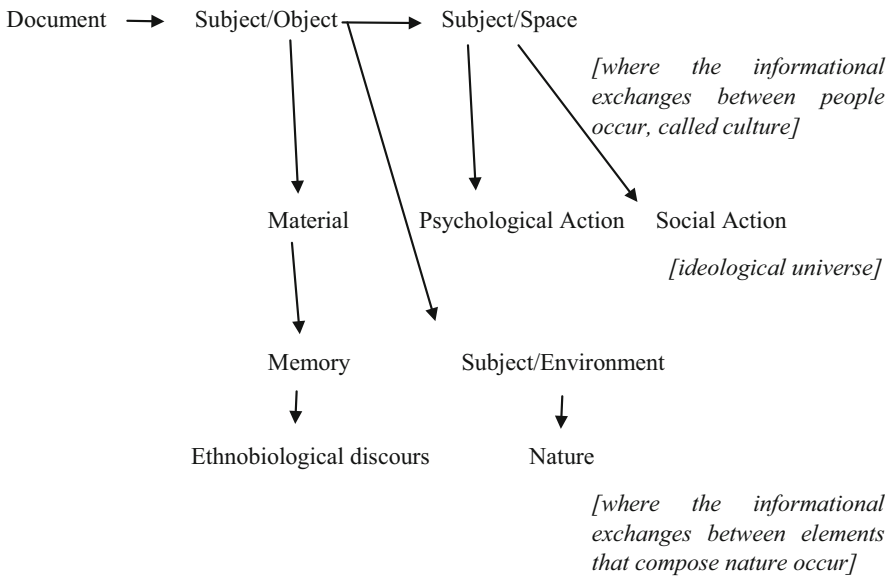 Document Subject/Object Subject/Space
[where the informational
exchanges between people
occur, called culture]
Material Psychological Action Social Action
[ideological universe]
Memory Subject/Environment
Ethnobiological discours Nature
[where the informational
exchanges between elements
that compose nature occur]